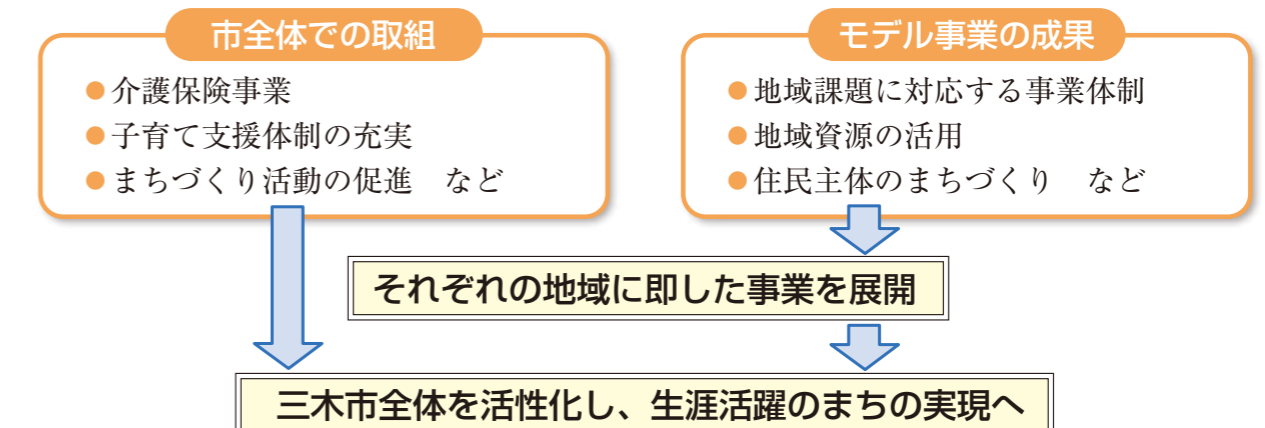 市全体での取組
●介護保険事業
●子育て支援体制の充実
●まちづくり活動の促進　など
モデル事業の成果
●地域課題に対応する事業体制
●地域資源の活用
●住民主体のまちづくり　など
それぞれの地域に即した事業を展開
三木市全体を活性化し、生涯活躍のまちの実現へ